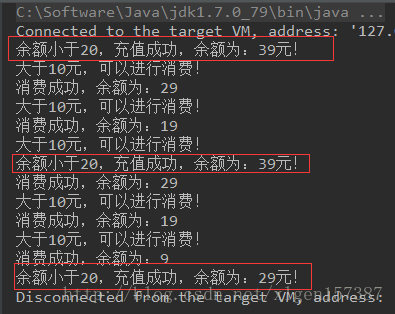 C:\Software\Java\jdk1.7.0_79\bin\java ...
Connected to the target VM, address: '127.
余额小于20，充值成功，余额为：39元！
大于10元，可以进行消费！
消费成功，余额为：29
大于10元，可以进行消费！
消费成功，余额为：19
大于10元，可以进行消费！
余额小于20，充值成功，余额为：39元！
消费成功，余额为：29
大于10元，可以进行消费！
消费成功，余额为：19
大于10元，可以进行消费！
消费成功，余额为：9
余额小于20，充值成功，余额为：29元！
Disconnected from the target VM, address: